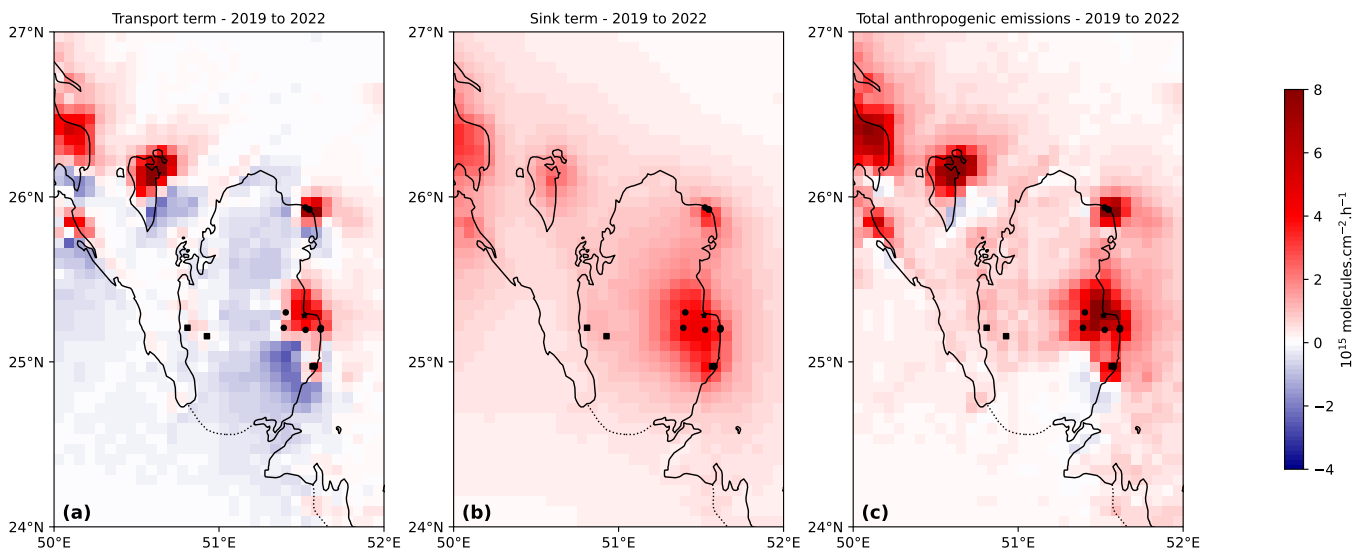 Transport term - 2019 to 2022
Sink term - 2019 to 2022
Total anthropogenic emissions - 2019 to 2022
27°N
27°N
27°N
26°N
26°N
26°N
25°N
25°N
25°N
24°N
24°N
24°N
(a)
(b)
(c)
50°E
51°E
52°E
50°E
51°E
52°E
50°E
51°E
52°E
8
6
4
2
0
−2
−4
10¹⁵ molecules.cm⁻².h⁻¹